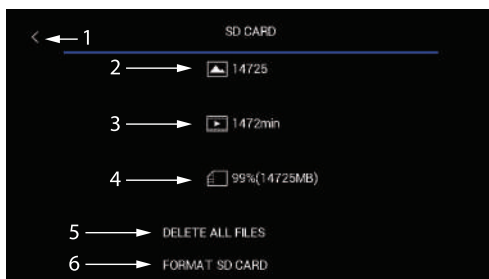 SD CARD
1
2 14725
3 1472min
4 99%(14725MB)
5 DELETE ALL FILES
6 FORMAT SD CARD